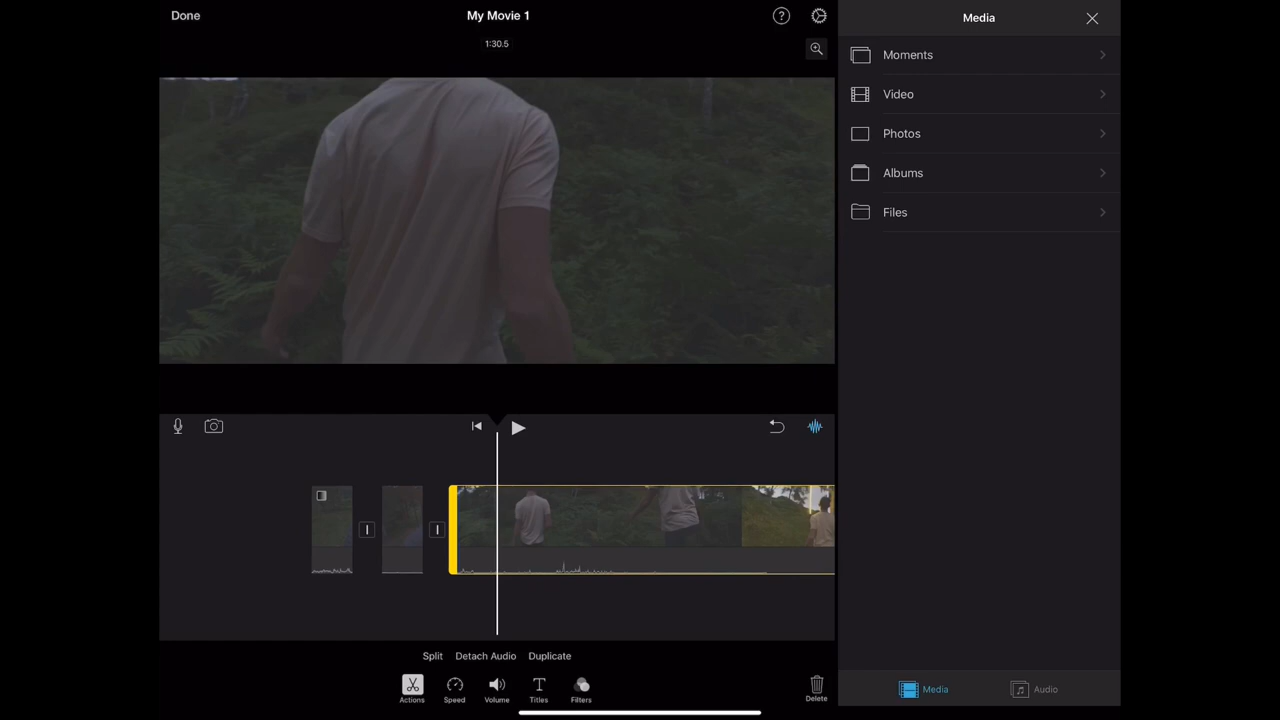 Done
My Movie 1
1:30.5
Media
Moments
Video
Photos
Albums
Files
Split
Detach Audio
Duplicate
Actions
Speed
Volume
Titles
Filters
Delete
Media
Audio